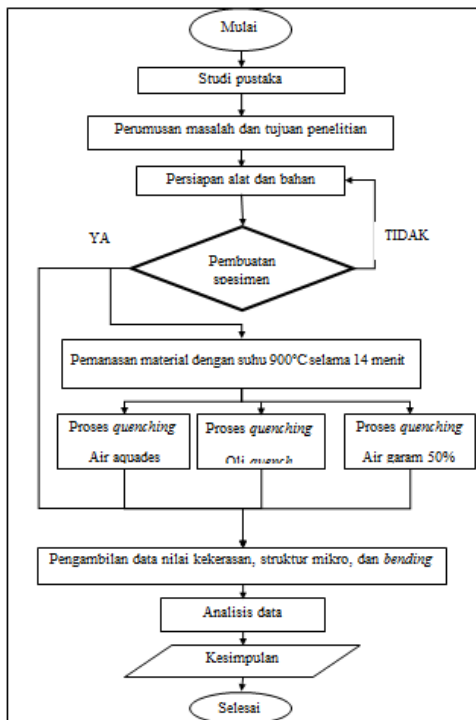 Mulai
Studi pustaka
Perumusan masalah dan tujuan penelitian
Persiapan alat dan bahan
YA
TIDAK
Pembuatan
spesimen
Pemanasan material dengan suhu 900°C selama 14 menit
Proses quenching
Air aquades
Proses quenching
Oli quench
Proses quenching
Air garam 50%
Pengambilan data nilai kekerasan, struktur mikro, dan bending
Analisis data
Kesimpulan
Selesai